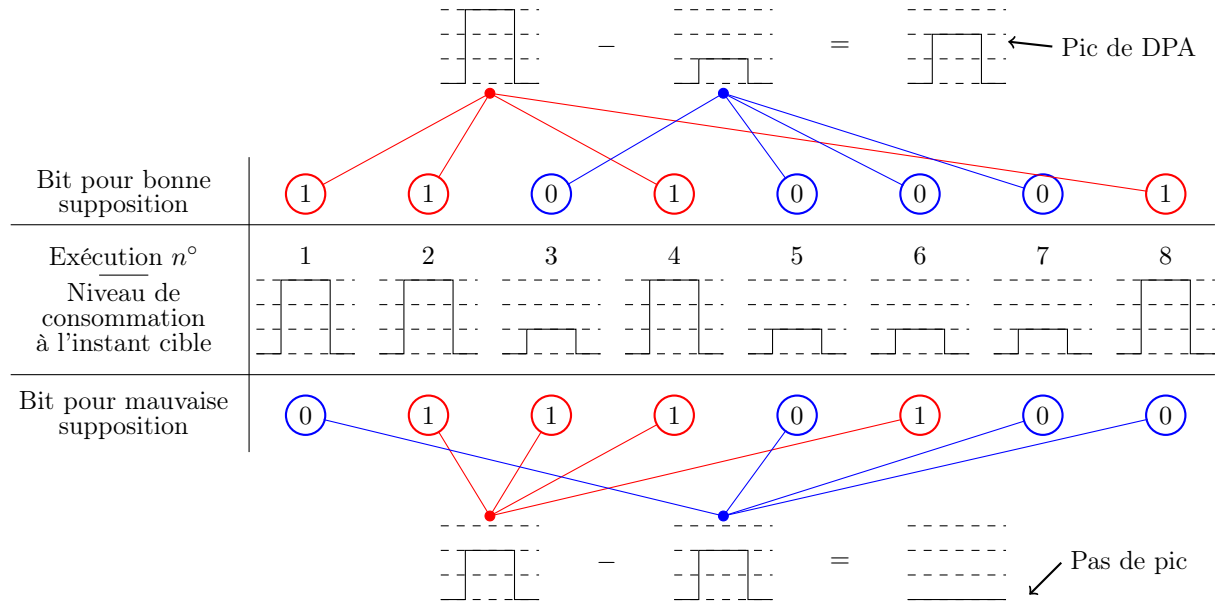 − =
Pic de DPA
Bit pour bonne
supposition
1 1 0 1 0 0 0 1
Exécution n°
1 2 3 4 5 6 7 8
Niveau de
consommation
à l'instant cible
Bit pour mauvaise
supposition
0 1 1 1 0 1 0 0
− =
Pas de pic